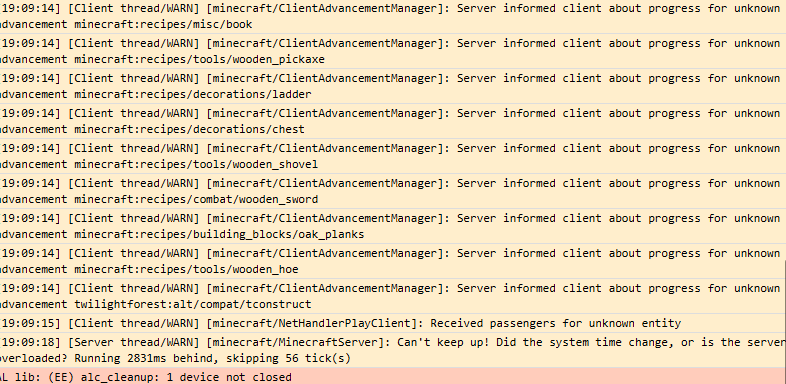 19:09:14] [Client thread/WARN] [minecraft/ClientAdvancementManager]: Server informed client about progress for unknown
advancement minecraft:recipes/misc/book
19:09:14] [Client thread/WARN] [minecraft/ClientAdvancementManager]: Server informed client about progress for unknown
advancement minecraft:recipes/tools/wooden_pickaxe
19:09:14] [Client thread/WARN] [minecraft/ClientAdvancementManager]: Server informed client about progress for unknown
advancement minecraft:recipes/decorations/ladder
19:09:14] [Client thread/WARN] [minecraft/ClientAdvancementManager]: Server informed client about progress for unknown
advancement minecraft:recipes/decorations/chest
19:09:14] [Client thread/WARN] [minecraft/ClientAdvancementManager]: Server informed client about progress for unknown
advancement minecraft:recipes/tools/wooden_shovel
19:09:14] [Client thread/WARN] [minecraft/ClientAdvancementManager]: Server informed client about progress for unknown
advancement minecraft:recipes/combat/wooden_sword
19:09:14] [Client thread/WARN] [minecraft/ClientAdvancementManager]: Server informed client about progress for unknown
advancement minecraft:recipes/building_blocks/oak_planks
19:09:14] [Client thread/WARN] [minecraft/ClientAdvancementManager]: Server informed client about progress for unknown
advancement minecraft:recipes/tools/wooden_hoe
19:09:14] [Client thread/WARN] [minecraft/ClientAdvancementManager]: Server informed client about progress for unknown
advancement twilightforest:alt/compat/tconstruct
19:09:15] [Client thread/WARN] [minecraft/NetHandlerPlayClient]: Received passengers for unknown entity
19:09:18] [Server thread/WARN] [minecraft/MinecraftServer]: Can't keep up! Did the system time change, or is the server
overloaded? Running 2831ms behind, skipping 56 tick(s)
AL lib: (EE) alc_cleanup: 1 device not closed